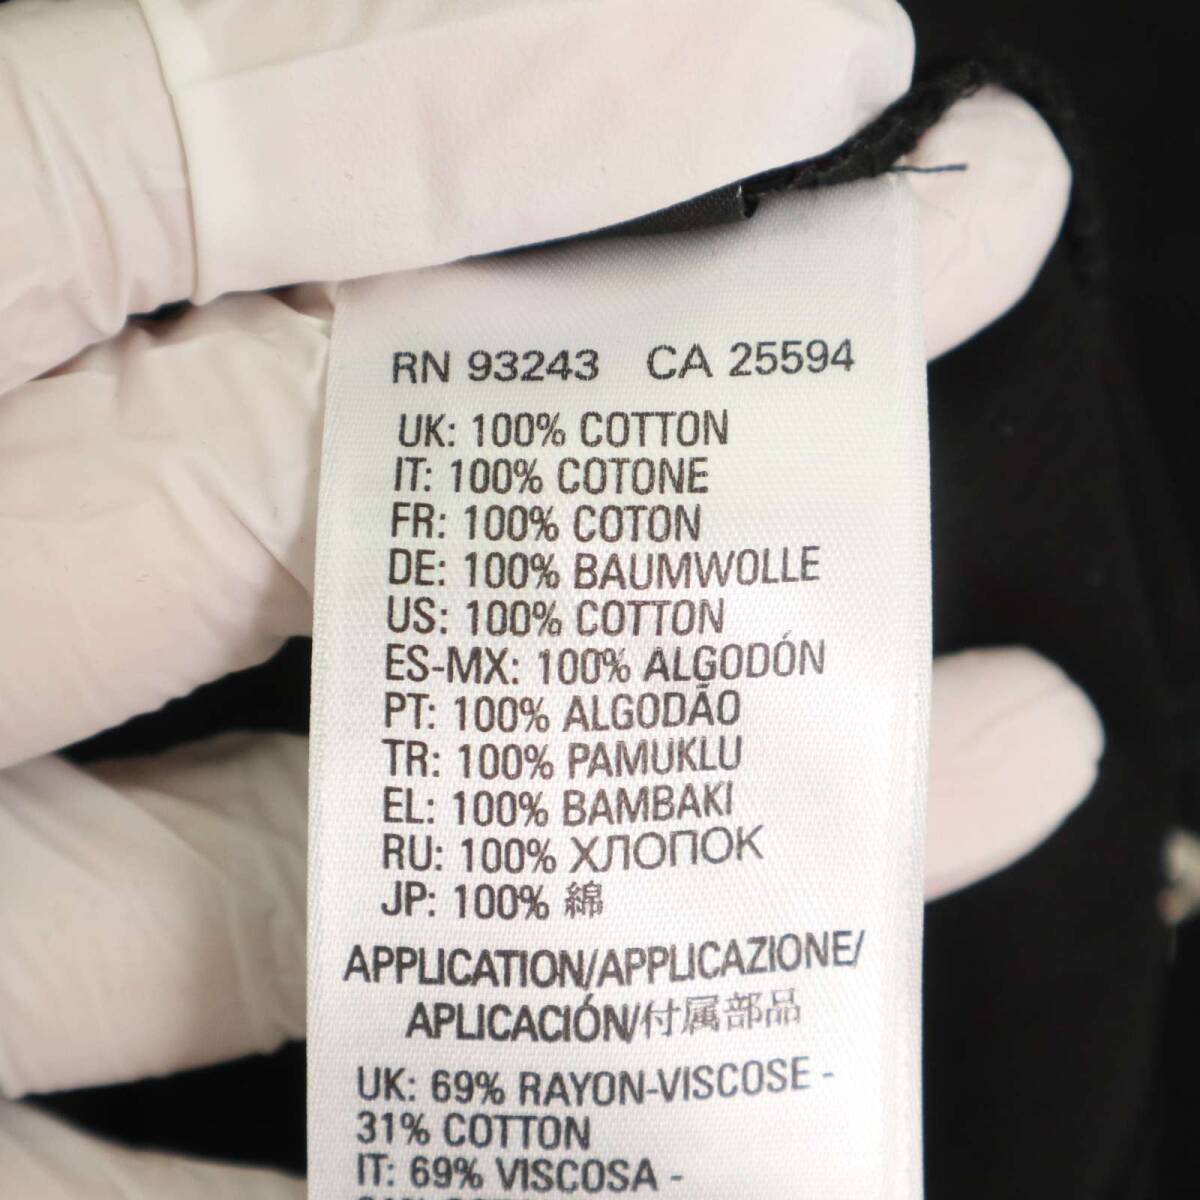 RN 93243 CA 25594
UK: 100% COTTON
IT: 100% COTONE
FR: 100% COTON
DE: 100% BAUMWOLLE
US: 100% COTTON
ES-MX: 100% ALGODÓN
PT: 100% ALGODÃO
TR: 100% PAMUKLU
EL: 100% BAMBAKI
RU: 100% ХЛОПОК
JP: 100% 綿
APPLICATION/APPLICAZIONE/
APLICACIÓN/付属部品
UK: 69% RAYON-VISCOSE -
31% COTTON
IT: 69% VISCOSA -